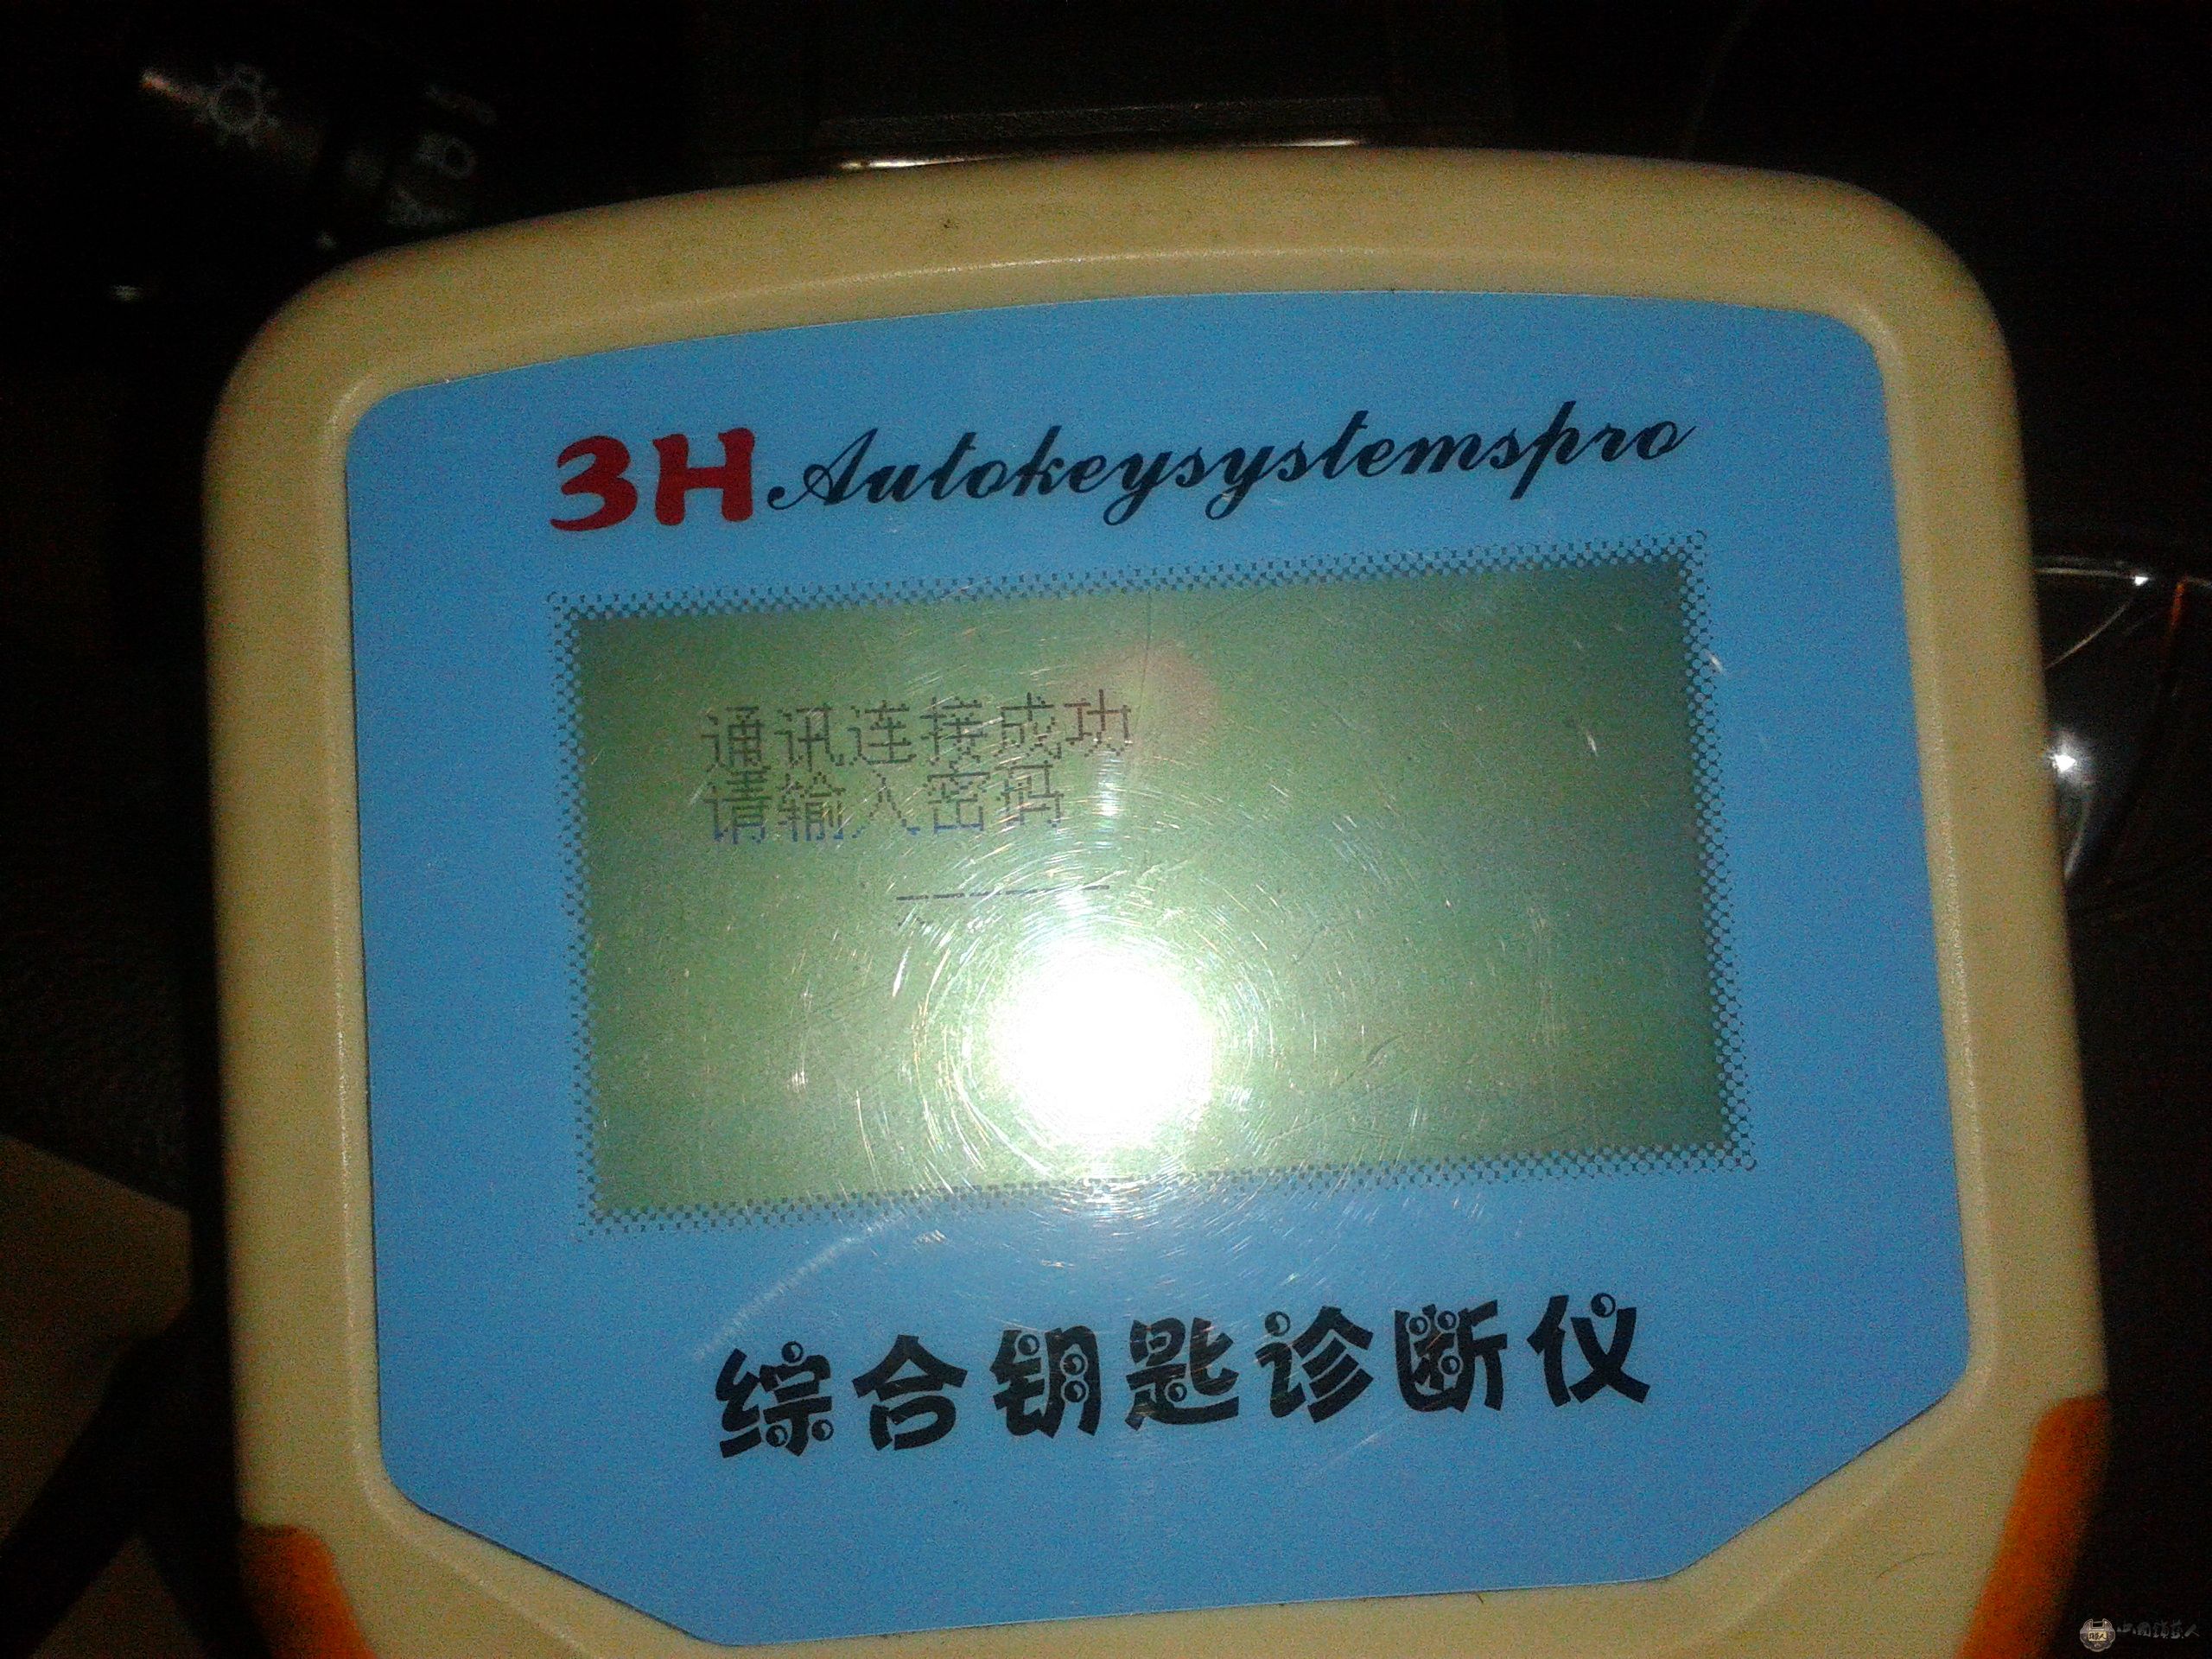 3H Autokeysystemspro
通讯连接成功
请输入密码
综合钥匙诊断仪